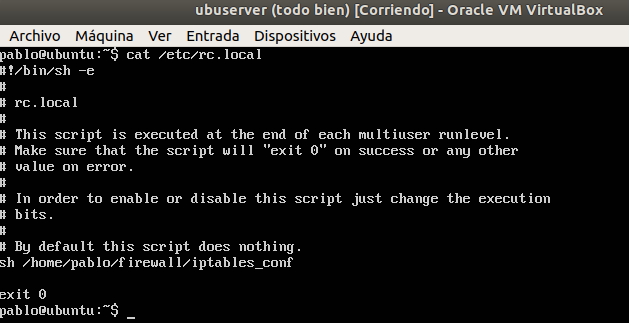 ubuserver (todo bien) [Corriendo] - Oracle VM VirtualBox
Archivo Máquina Ver Entrada Dispositivos Ayuda
pablo@ubuntu:~$ cat /etc/rc.local
#!/bin/sh -e
#
# rc.local
#
# This script is executed at the end of each multiuser runlevel.
# Make sure that the script will "exit 0" on success or any other
# value on error.
#
# In order to enable or disable this script just change the execution
# bits.
#
# By default this script does nothing.
sh /home/pablo/firewall/iptables_conf
exit 0
pablo@ubuntu:~$ _